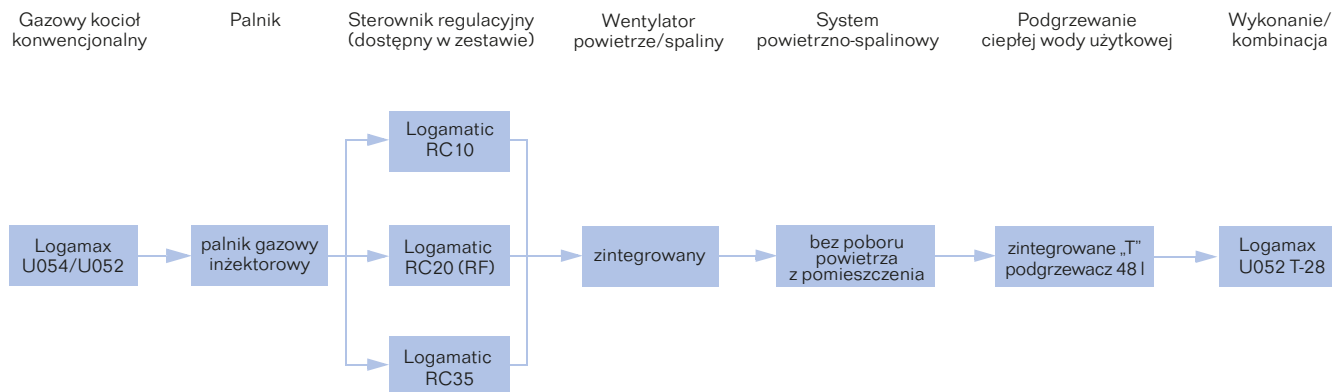 Gazowy kocioł
konwencjonalny
Palnik
Sterownik regulacyjny
(dostępny w zestawie)
Wentylator
powietrze/spaliny
System
powietrzno-spalinowy
Podgrzewanie
ciepłej wody użytkowej
Wykonanie/
kombinacja
Logamatic
RC10
Logamax
U054/U052
palnik gazowy
inżektorowy
Logamatic
RC20 (RF)
zintegrowany
bez poboru
powietrza
z pomieszczenia
zintegrowane „T”
podgrzewacz 48 l
Logamax
U052 T-28
Logamatic
RC35